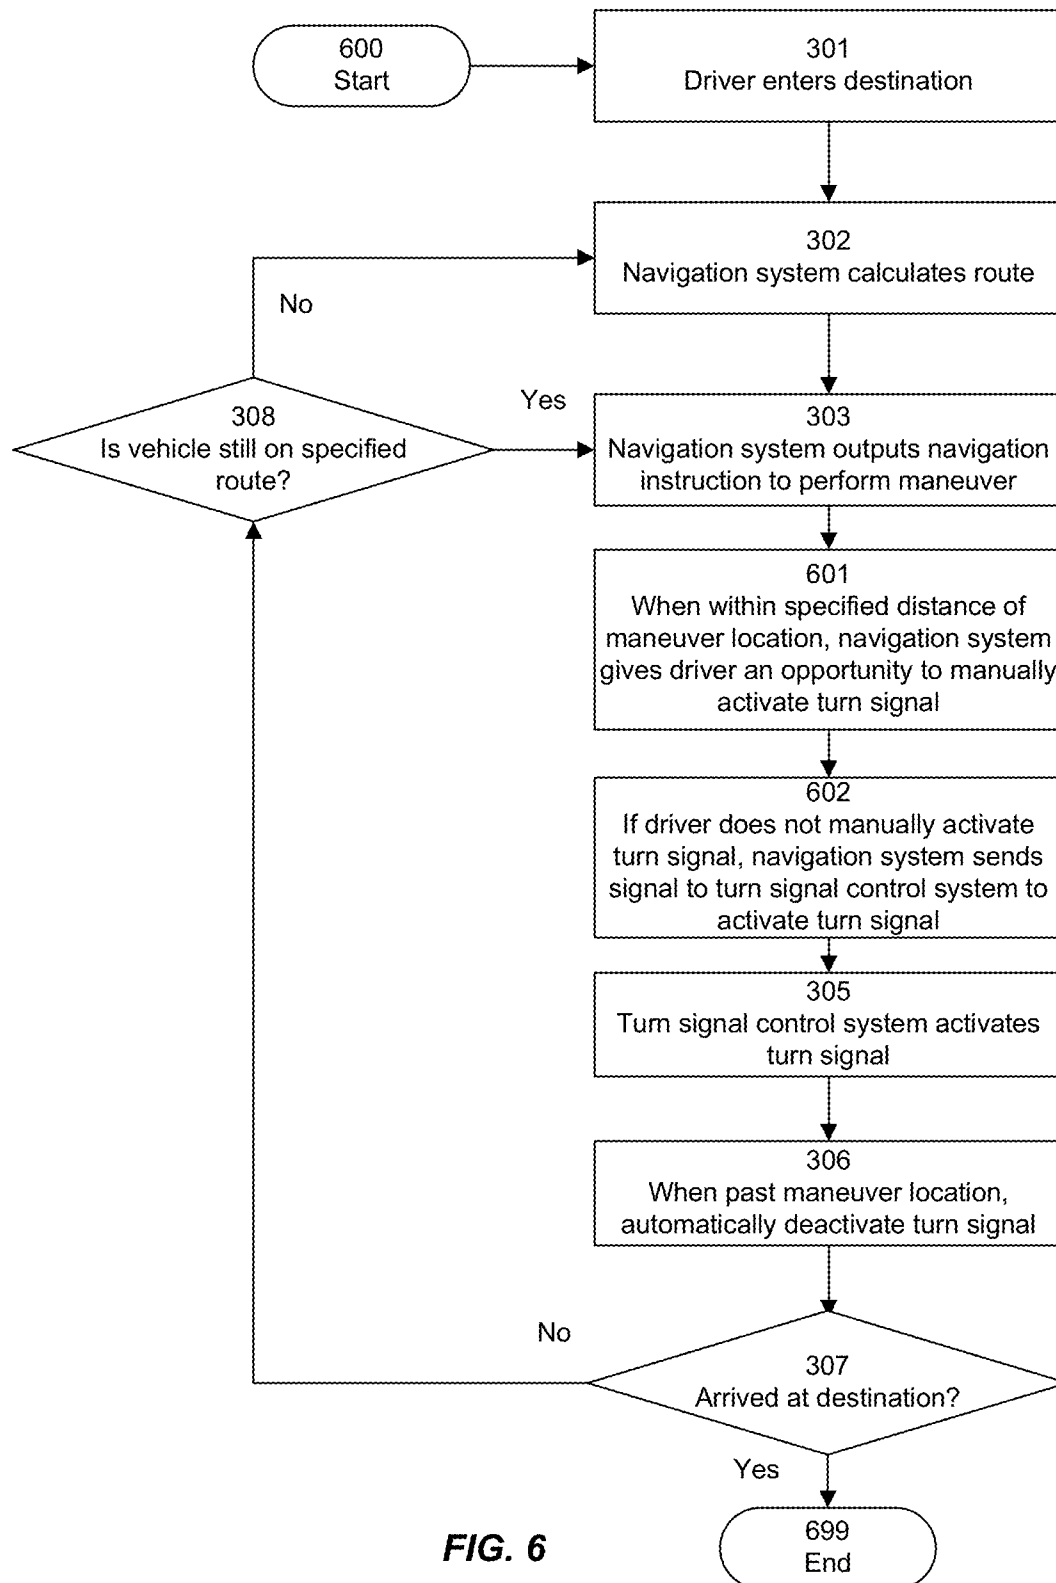 600
Start
301
Driver enters destination
302
Navigation system calculates route
No
308
Is vehicle still on specified
route?
Yes
303
Navigation system outputs navigation
instruction to perform maneuver
601
When within specified distance of
maneuver location, navigation system
gives driver an opportunity to manually
activate turn signal
602
If driver does not manually activate
turn signal, navigation system sends
signal to turn signal control system to
activate turn signal
305
Turn signal control system activates
turn signal
306
When past maneuver location,
automatically deactivate turn signal
No
307
Arrived at destination?
Yes
699
End
FIG. 6